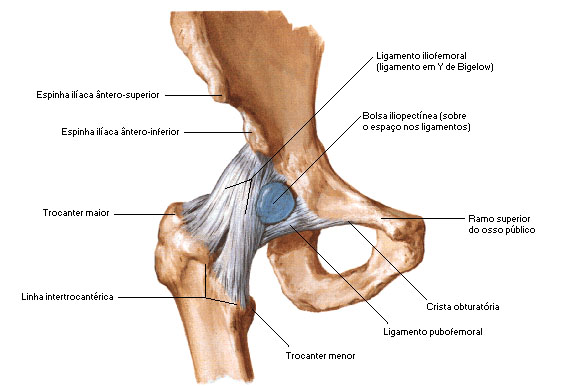 Ligamento iliofemoral
(ligamento em Y de Bigelow)
Espinha ilíaca ântero-superior
Bolsa iliopectínea (sobre
o espaço nos ligamentos)
Espinha ilíaca ântero-inferior
Trocanter maior
Ramo superior
do osso público
Linha intertrocantérica
Crista obturatória
Ligamento pubofemoral
Trocanter menor